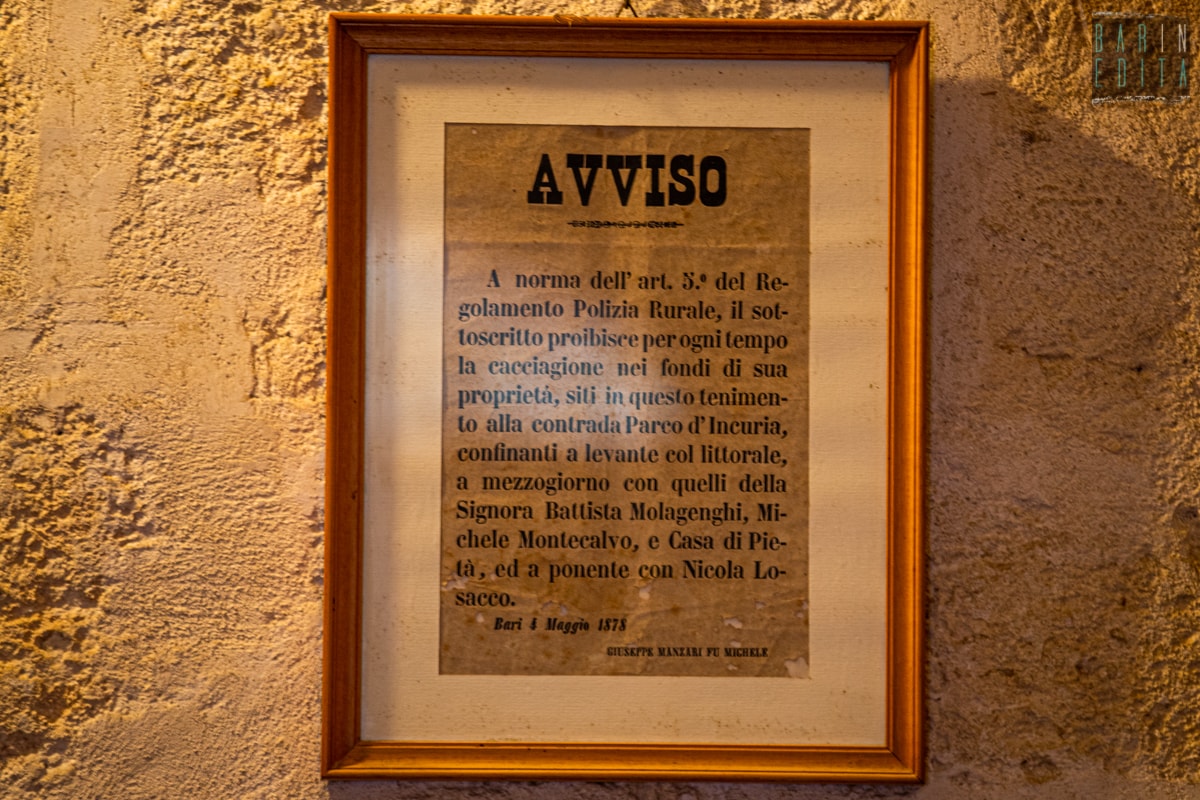 AVVISO
A norma dell' art. 5.º del Re-
golamento Polizia Rurale, il sot-
toscritto proibisce per ogni tempo
la cacciagione nei fondi di sua
proprietà, siti in questo tenimen-
to alla contrada Parco d' Incuria,
confinanti a levante col littorale,
a mezzogiorno con quelli della
Signora Battista Molagenghi, Mi-
chele Montecalvo, e Casa di Pie-
tà, ed a ponente con Nicola Lo-
sacco.
Bari 4 Maggio 1878
GIUSEPPE MANZARI FU MICHELE
BARIN
EDITA